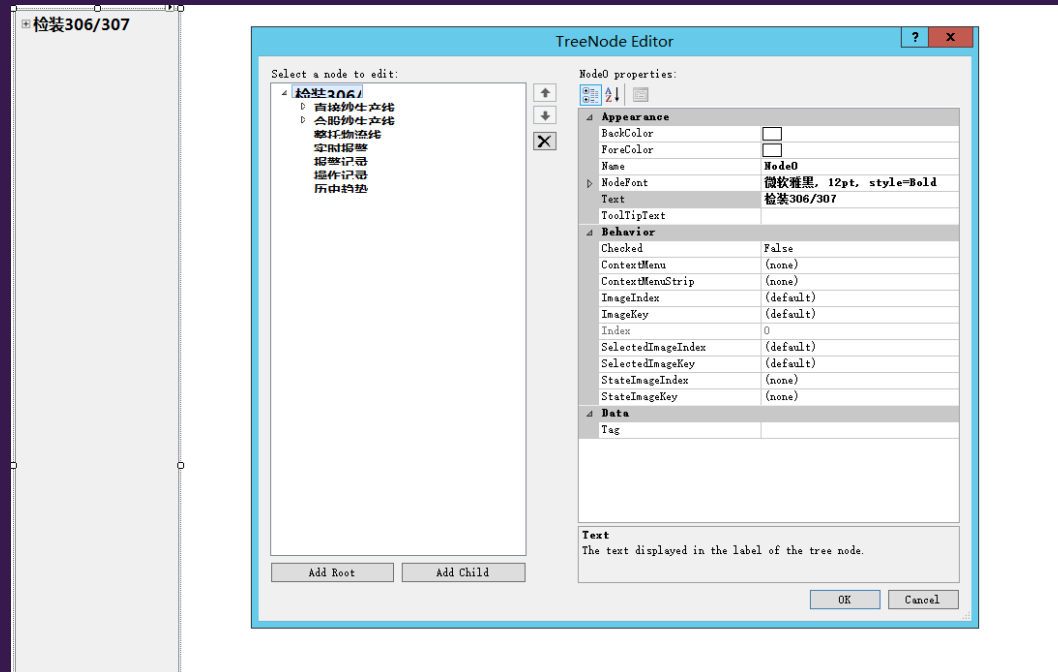 检装306/307
TreeNode Editor
? x
Select a node to edit:
检装306/
直接纱生产线
合股纱生产线
整托物流线
实时报警
报警记录
操作记录
历史趋势
Add Root Add Child
Node0 properties:
Appearance
BackColor
ForeColor
Name Node0
NodeFont 微软雅黑, 12pt, style=Bold
Text 检装306/307
ToolTipText
Behavior
Checked False
ContextMenu (none)
ContextMenuStrip (none)
ImageIndex (default)
ImageKey (default)
Index 0
SelectedImageIndex (default)
SelectedImageKey (default)
StateImageIndex (none)
StateImageKey (none)
Data
Tag
Text
The text displayed in the label of the tree node.
OK Cancel